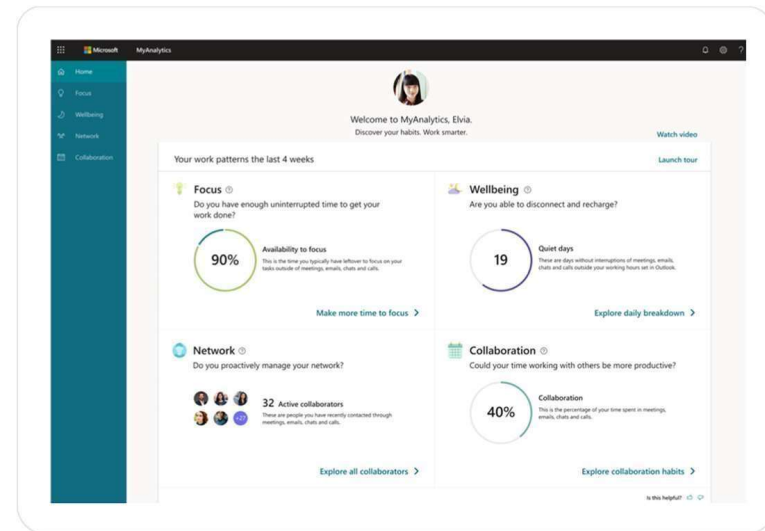 Microsoft MyAnalytics ?
Home
Focus
Wellbeing
Network
Collaboration
Welcome to MyAnalytics, Elvia.
Discover your habits. Work smarter.
Watch video
Your work patterns the last 4 weeks
Launch tour
Focus ?
Do you have enough uninterrupted time to get your
work done?
90%
Availability to focus
This is the time you typically have leftover to focus on your
tasks outside of meetings, emails, chats and calls.
Make more time to focus >
Wellbeing ?
Are you able to disconnect and recharge?
19
Quiet days
These are days without interruptions of meetings, emails,
chats and calls outside your working hours set in Outlook.
Explore daily breakdown >
Network ?
Do you proactively manage your network?
+27
32 Active collaborators
These are people you have recently contacted through
meetings, emails, chats and calls.
Explore all collaborators >
Collaboration ?
Could your time working with others be more productive?
40%
Collaboration
This is the percentage of your time spent in meetings,
emails, chats and calls.
Explore collaboration habits >
Is this helpful?